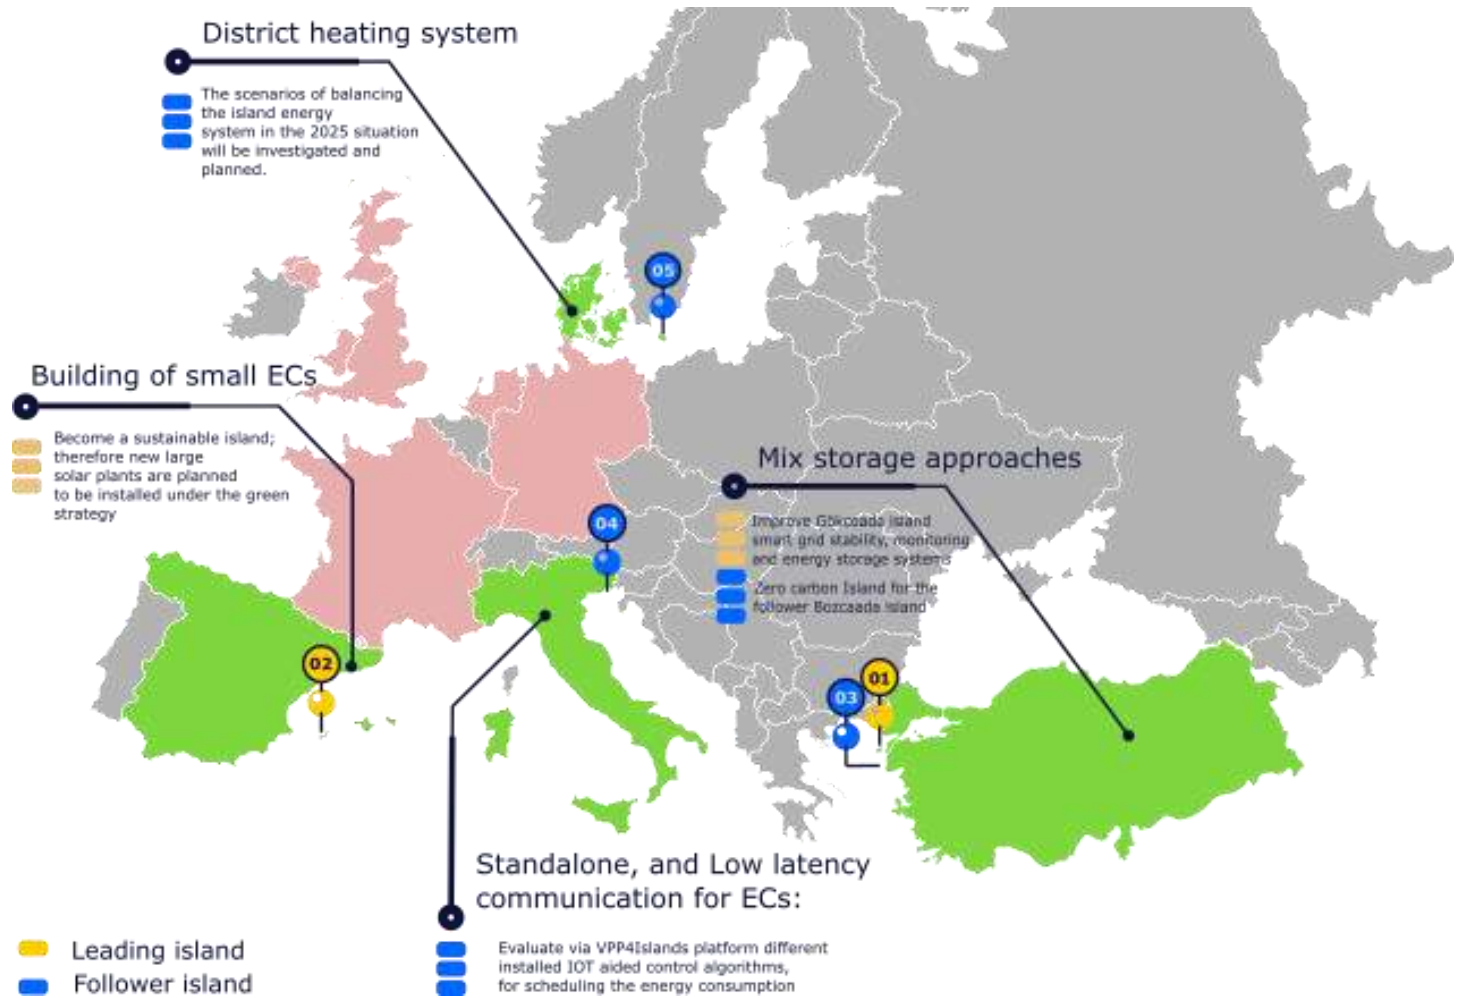 District heating system
The scenarios of balancing
the island energy
system in the 2025 situation
will be investigated and
planned.
05
Building of small ECs
Become a sustainable island;
therefore new large
solar plants are planned
to be installed under the green
strategy
Mix storage approaches
04
Improve Gökceada island
smart grid stability, monitoring
and energy storage systems
Zero carbon Island for the
follower Bozcaada island
02
01
03
Standalone, and Low latency
communication for ECs:
Evaluate via VPP4Islands platform different
installed IOT aided control algorithms,
for scheduling the energy consumption
Leading island
Follower island